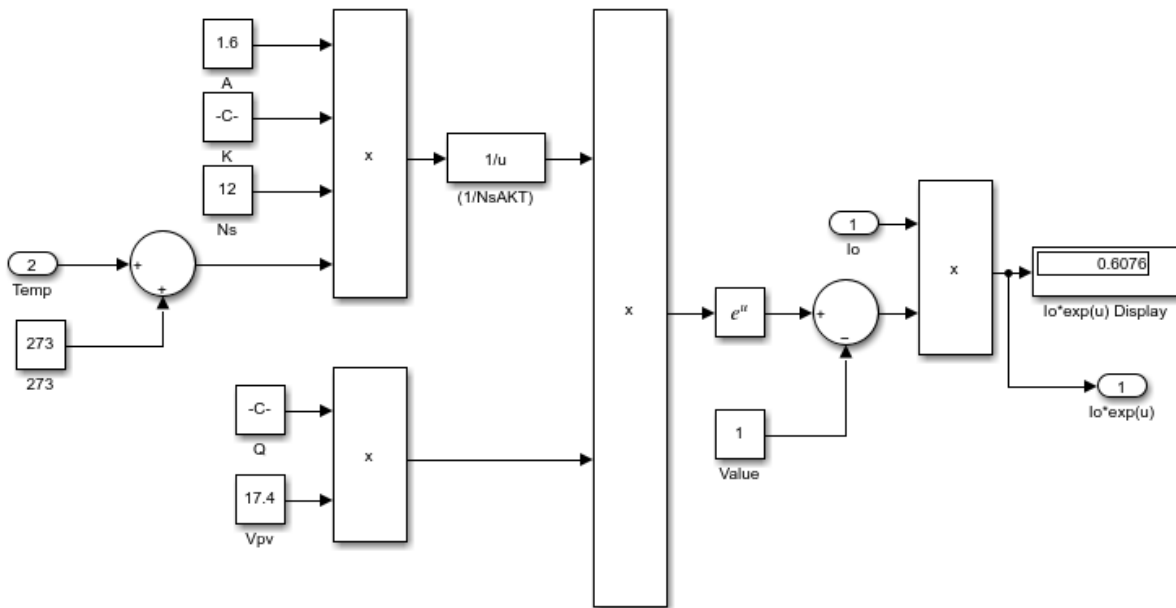 1.6
A
-C-
K
12
Ns
x
1/u
(1/NsAKT)
2
Temp
+
+
273
273
-C-
Q
17.4
Vpv
x
x
e^u
+
−
1
Value
1
Io
x
0.6076
Io*exp(u) Display
1
Io*exp(u)